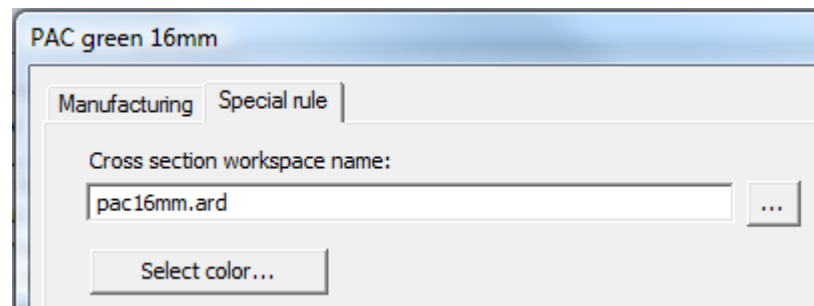 PAC green 16mm
Manufacturing Special rule
Cross section workspace name:
pac16mm.ard ...
Select color...